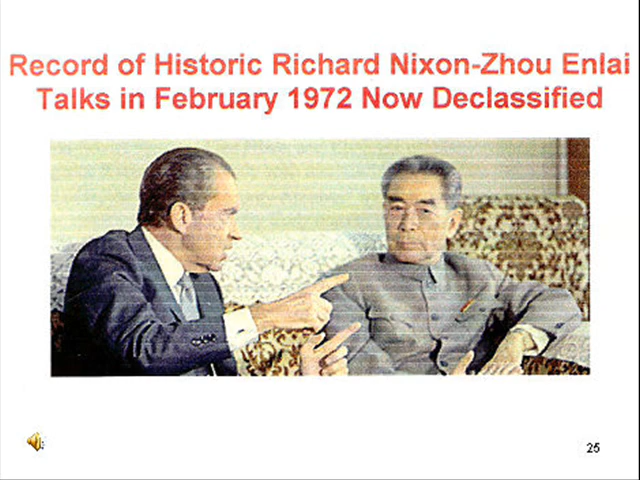 Record of Historic Richard Nixon-Zhou Enlai
Talks in February 1972 Now Declassified
25